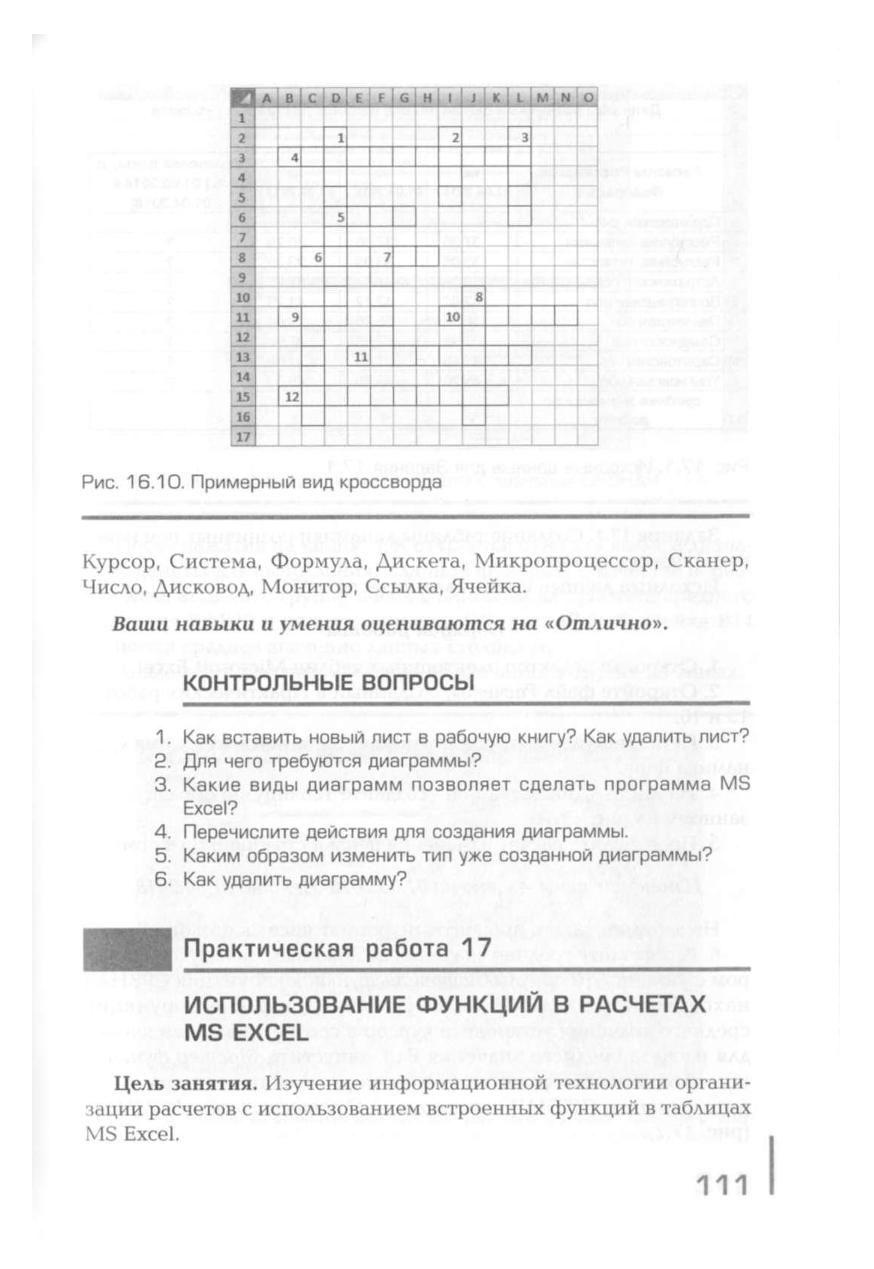 A B C D E F G H I J K L M N O
1
2 1 2 3
3 4
4
5
6 5
7
8 6 7
9
10 8
11 9 10
12
13 11
14
15 12
16
17
Рис. 16.10. Примерный вид кроссворда
Курсор, Система, Формула, Дискета, Микропроцессор, Сканер,
Число, Дисковод, Монитор, Ссылка, Ячейка.
Ваши навыки и умения оцениваются на «Отлично».
КОНТРОЛЬНЫЕ ВОПРОСЫ
1. Как вставить новый лист в рабочую книгу? Как удалить лист?
2. Для чего требуются диаграммы?
3. Какие виды диаграмм позволяет сделать программа MS
Excel?
4. Перечислите действия для создания диаграммы.
5. Каким образом изменить тип уже созданной диаграммы?
6. Как удалить диаграмму?
Практическая работа 17
ИСПОЛЬЗОВАНИЕ ФУНКЦИЙ В РАСЧЕТАХ
MS EXCEL
Цель занятия. Изучение информационной технологии органи-
зации расчетов с использованием встроенных функций в таблицах
MS Excel.
111